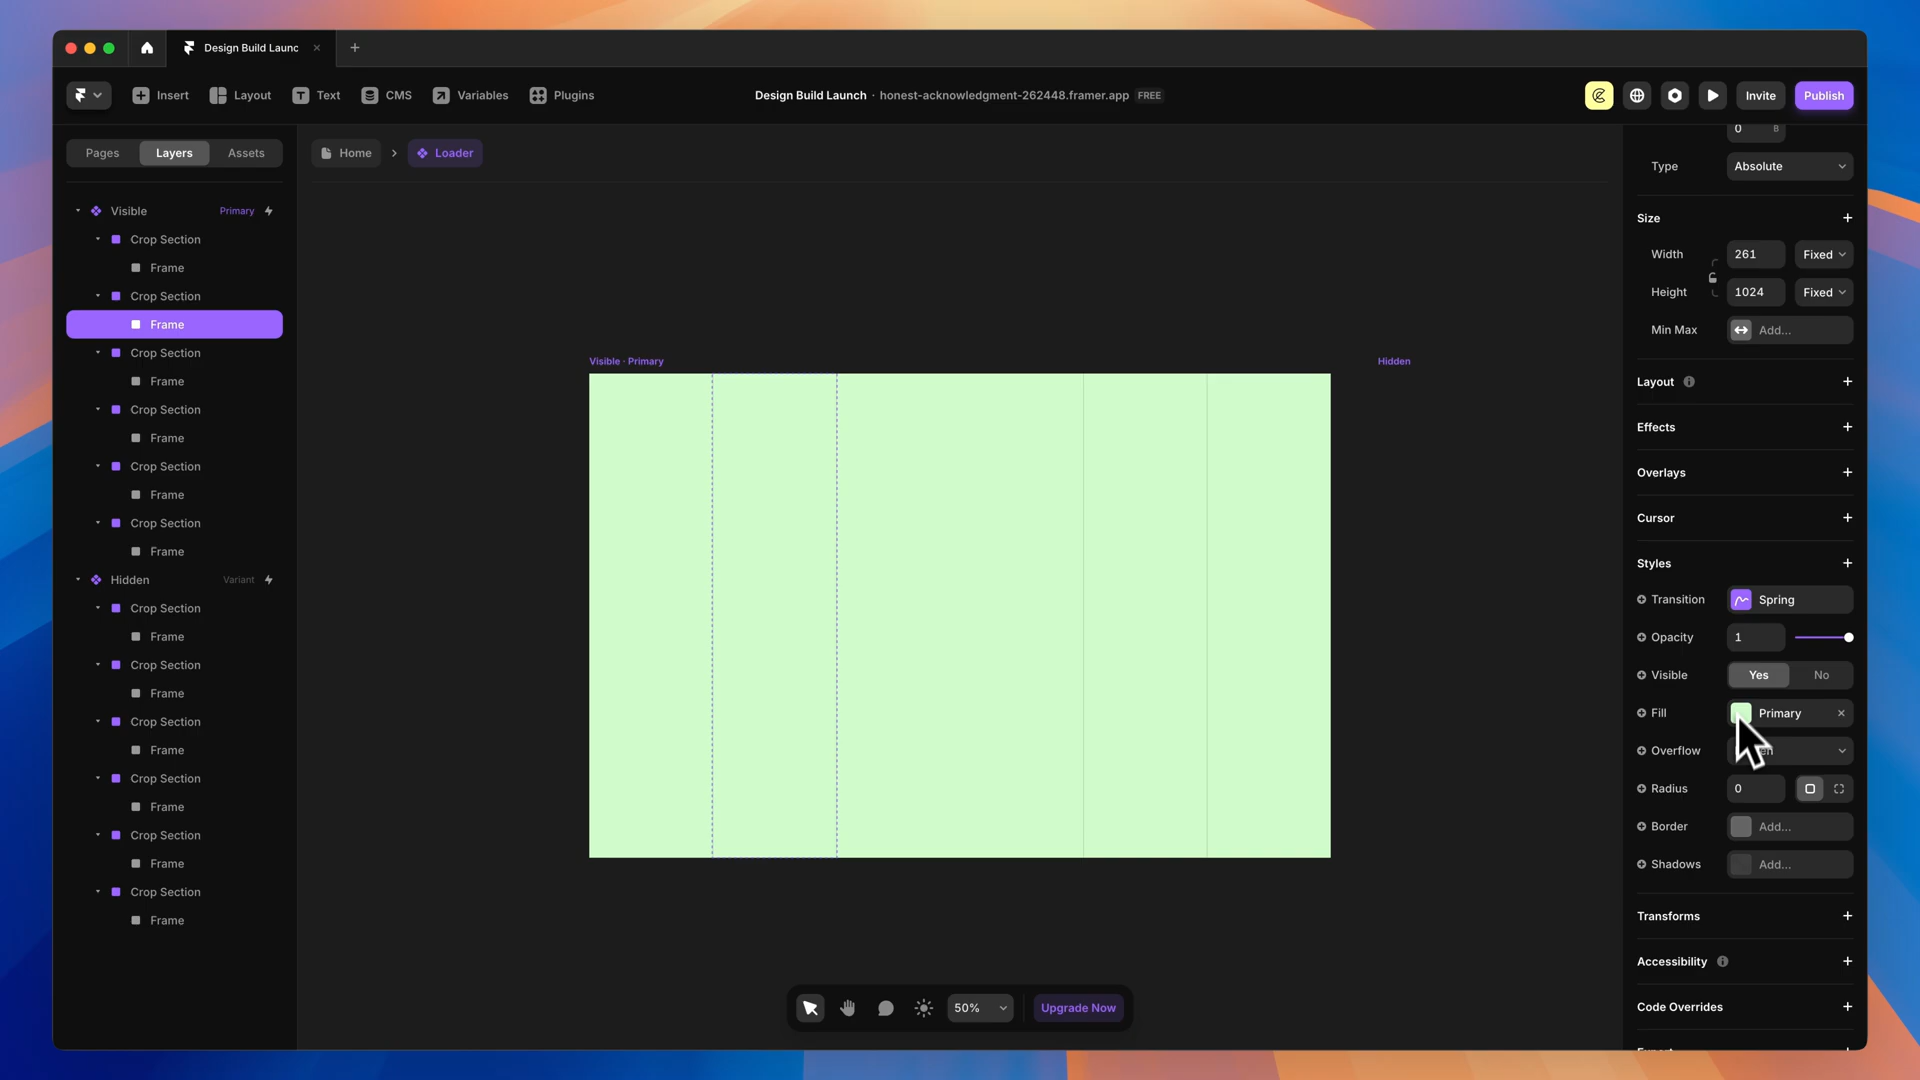 Design Build Launc
Insert
Layout
Text
CMS
Variables
Plugins
Design Build Launch · honest-acknowledgment-262448.framer.app FREE
Invite
Publish
Pages
Layers
Assets
Home
Loader
Visible
Primary
Crop Section
Frame
Crop Section
Frame
Crop Section
Frame
Crop Section
Frame
Crop Section
Frame
Crop Section
Frame
Hidden
Variant
Crop Section
Frame
Crop Section
Frame
Crop Section
Frame
Crop Section
Frame
Crop Section
Frame
Crop Section
Frame
Visible · Primary
Hidden
50%
Upgrade Now
0 B
Type Absolute
Size
Width 261 Fixed
Height 1024 Fixed
Min Max Add...
Layout
Effects
Overlays
Cursor
Styles
Transition Spring
Opacity 1
Visible Yes No
Fill Primary
Overflow
Radius 0
Border Add...
Shadows Add...
Transforms
Accessibility
Code Overrides